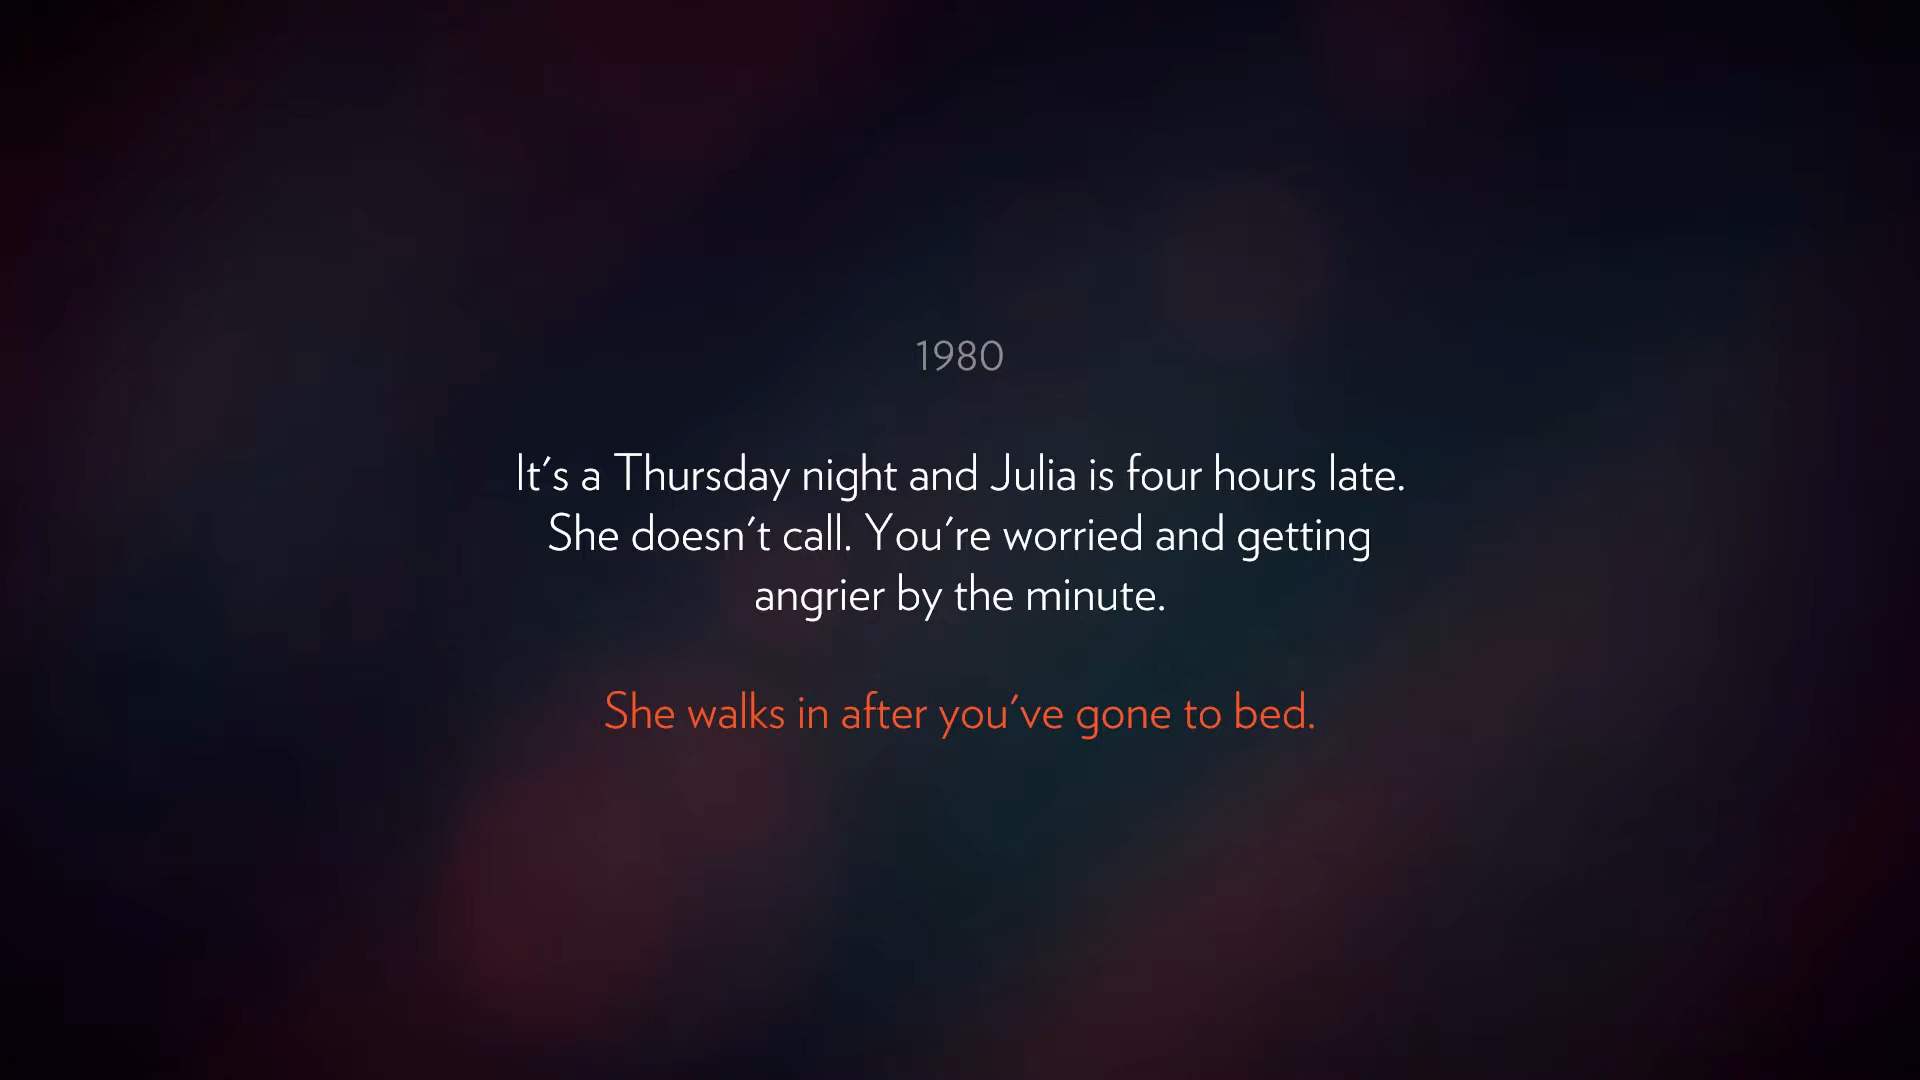 1980
It's a Thursday night and Julia is four hours late.
She doesn't call. You're worried and getting
angrier by the minute.
She walks in after you've gone to bed.